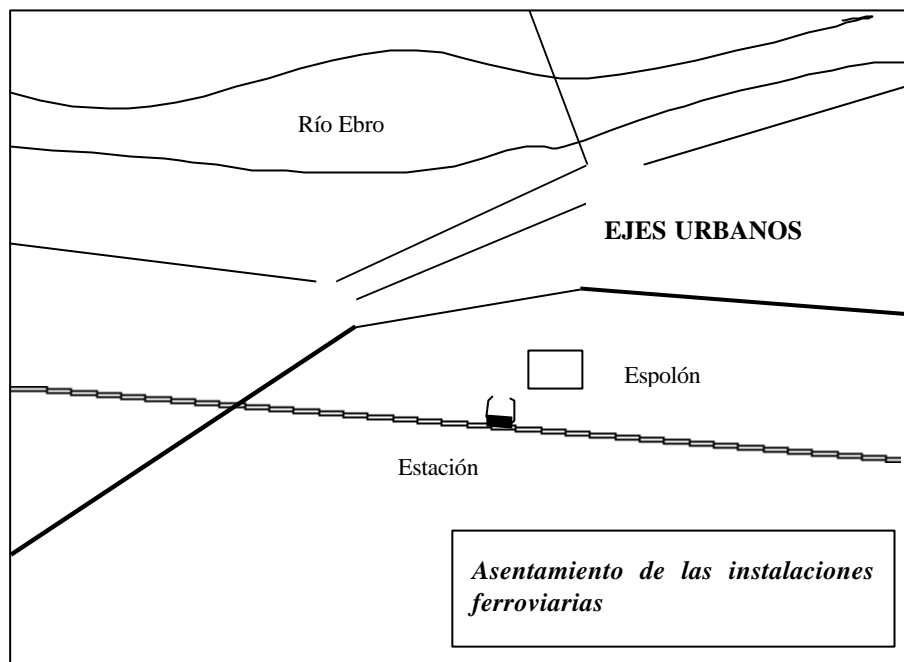 Río Ebro
EJES URBANOS
Espolón
Estación
Asentamiento de las instalaciones
ferroviarias